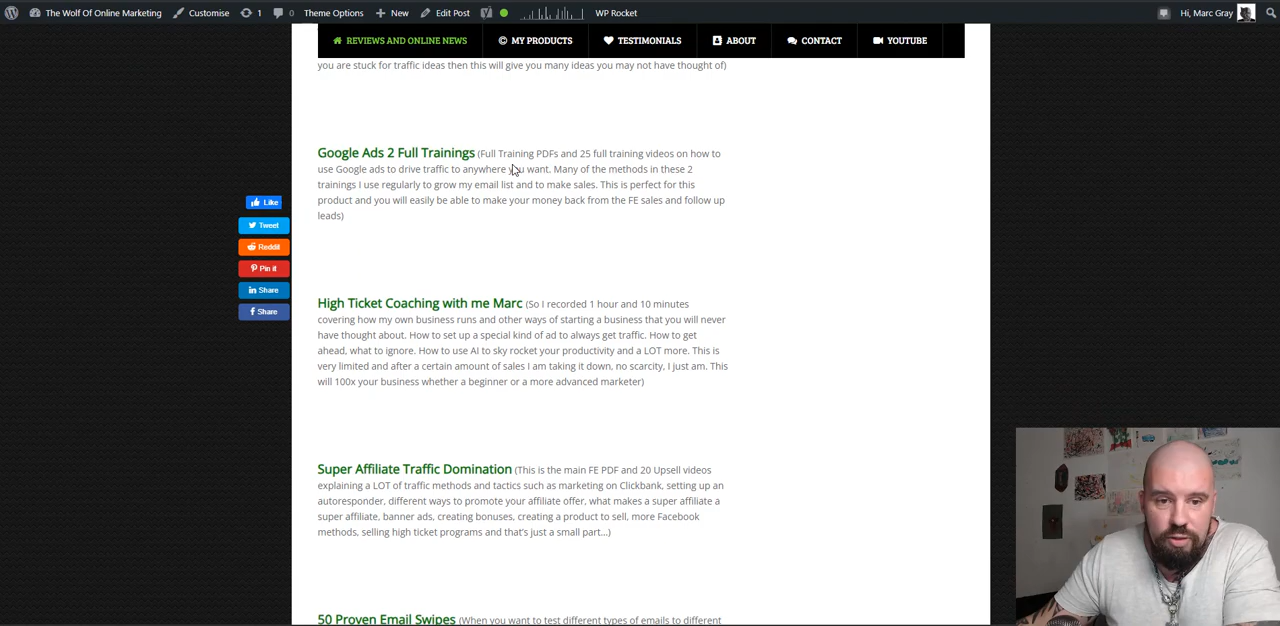 The Wolf Of Online Marketing Customise 1 0 Theme Options New Edit Post WP Rocket Hi, Marc Gray
REVIEWS AND ONLINE NEWS MY PRODUCTS TESTIMONIALS ABOUT CONTACT YOUTUBE
you are stuck for traffic ideas then this will give you many ideas you may not have thought of)
Google Ads 2 Full Trainings (Full Training PDFs and 25 full training videos on how to
use Google ads to drive traffic to anywhere you want. Many of the methods in these 2
trainings I use regularly to grow my email list and to make sales. This is perfect for this
product and you will easily be able to make your money back from the FE sales and follow up
leads)
Like
Tweet
Reddit
Pin it
Share
Share
High Ticket Coaching with me Marc (So I recorded 1 hour and 10 minutes
covering how my own business runs and other ways of starting a business that you will never
have thought about. How to set up a special kind of ad to always get traffic. How to get
ahead, what to ignore. How to use AI to sky rocket your productivity and a LOT more. This is
very limited and after a certain amount of sales I am taking it down, no scarcity, I just am. This
will 100x your business whether a beginner or a more advanced marketer)
Super Affiliate Traffic Domination (This is the main FE PDF and 20 Upsell videos
explaining a LOT of traffic methods and tactics such as marketing on Clickbank, setting up an
autoresponder, different ways to promote your affiliate offer, what makes a super affiliate a
super affiliate, banner ads, creating bonuses, creating a product to sell, more Facebook
methods, selling high ticket programs and that's just a small part...)
50 Proven Email Swipes (When you want to test different types of emails to different